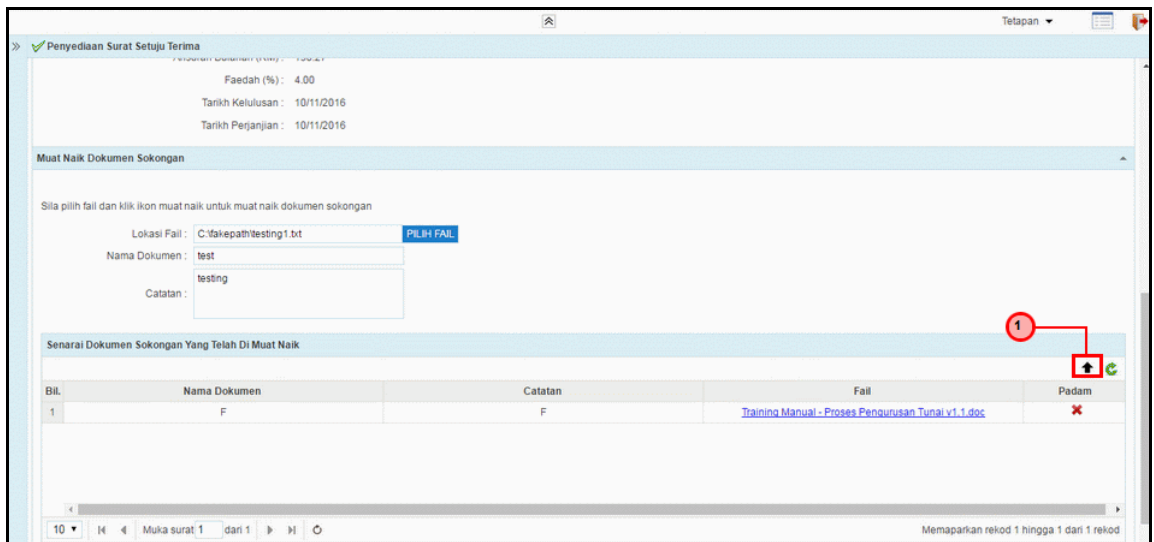 Tetapan
Penyediaan Surat Setuju Terima
Ansuran Bulanan (RM) :
Faedah (%) : 4.00
Tarikh Kelulusan : 10/11/2016
Tarikh Perjanjian : 10/11/2016
Muat Naik Dokumen Sokongan
Sila pilih fail dan klik ikon muat naik untuk muat naik dokumen sokongan
Lokasi Fail : C:\fakepath\testing1.txt PILIH FAIL
Nama Dokumen : test
testing
Catatan :
1
Senarai Dokumen Sokongan Yang Telah Di Muat Naik
Bil. Nama Dokumen Catatan Fail Padam
1 F F Training Manual - Proses Pengurusan Tunai v1.1.doc
10 Muka surat 1 dari 1 Memaparkan rekod 1 hingga 1 dari 1 rekod